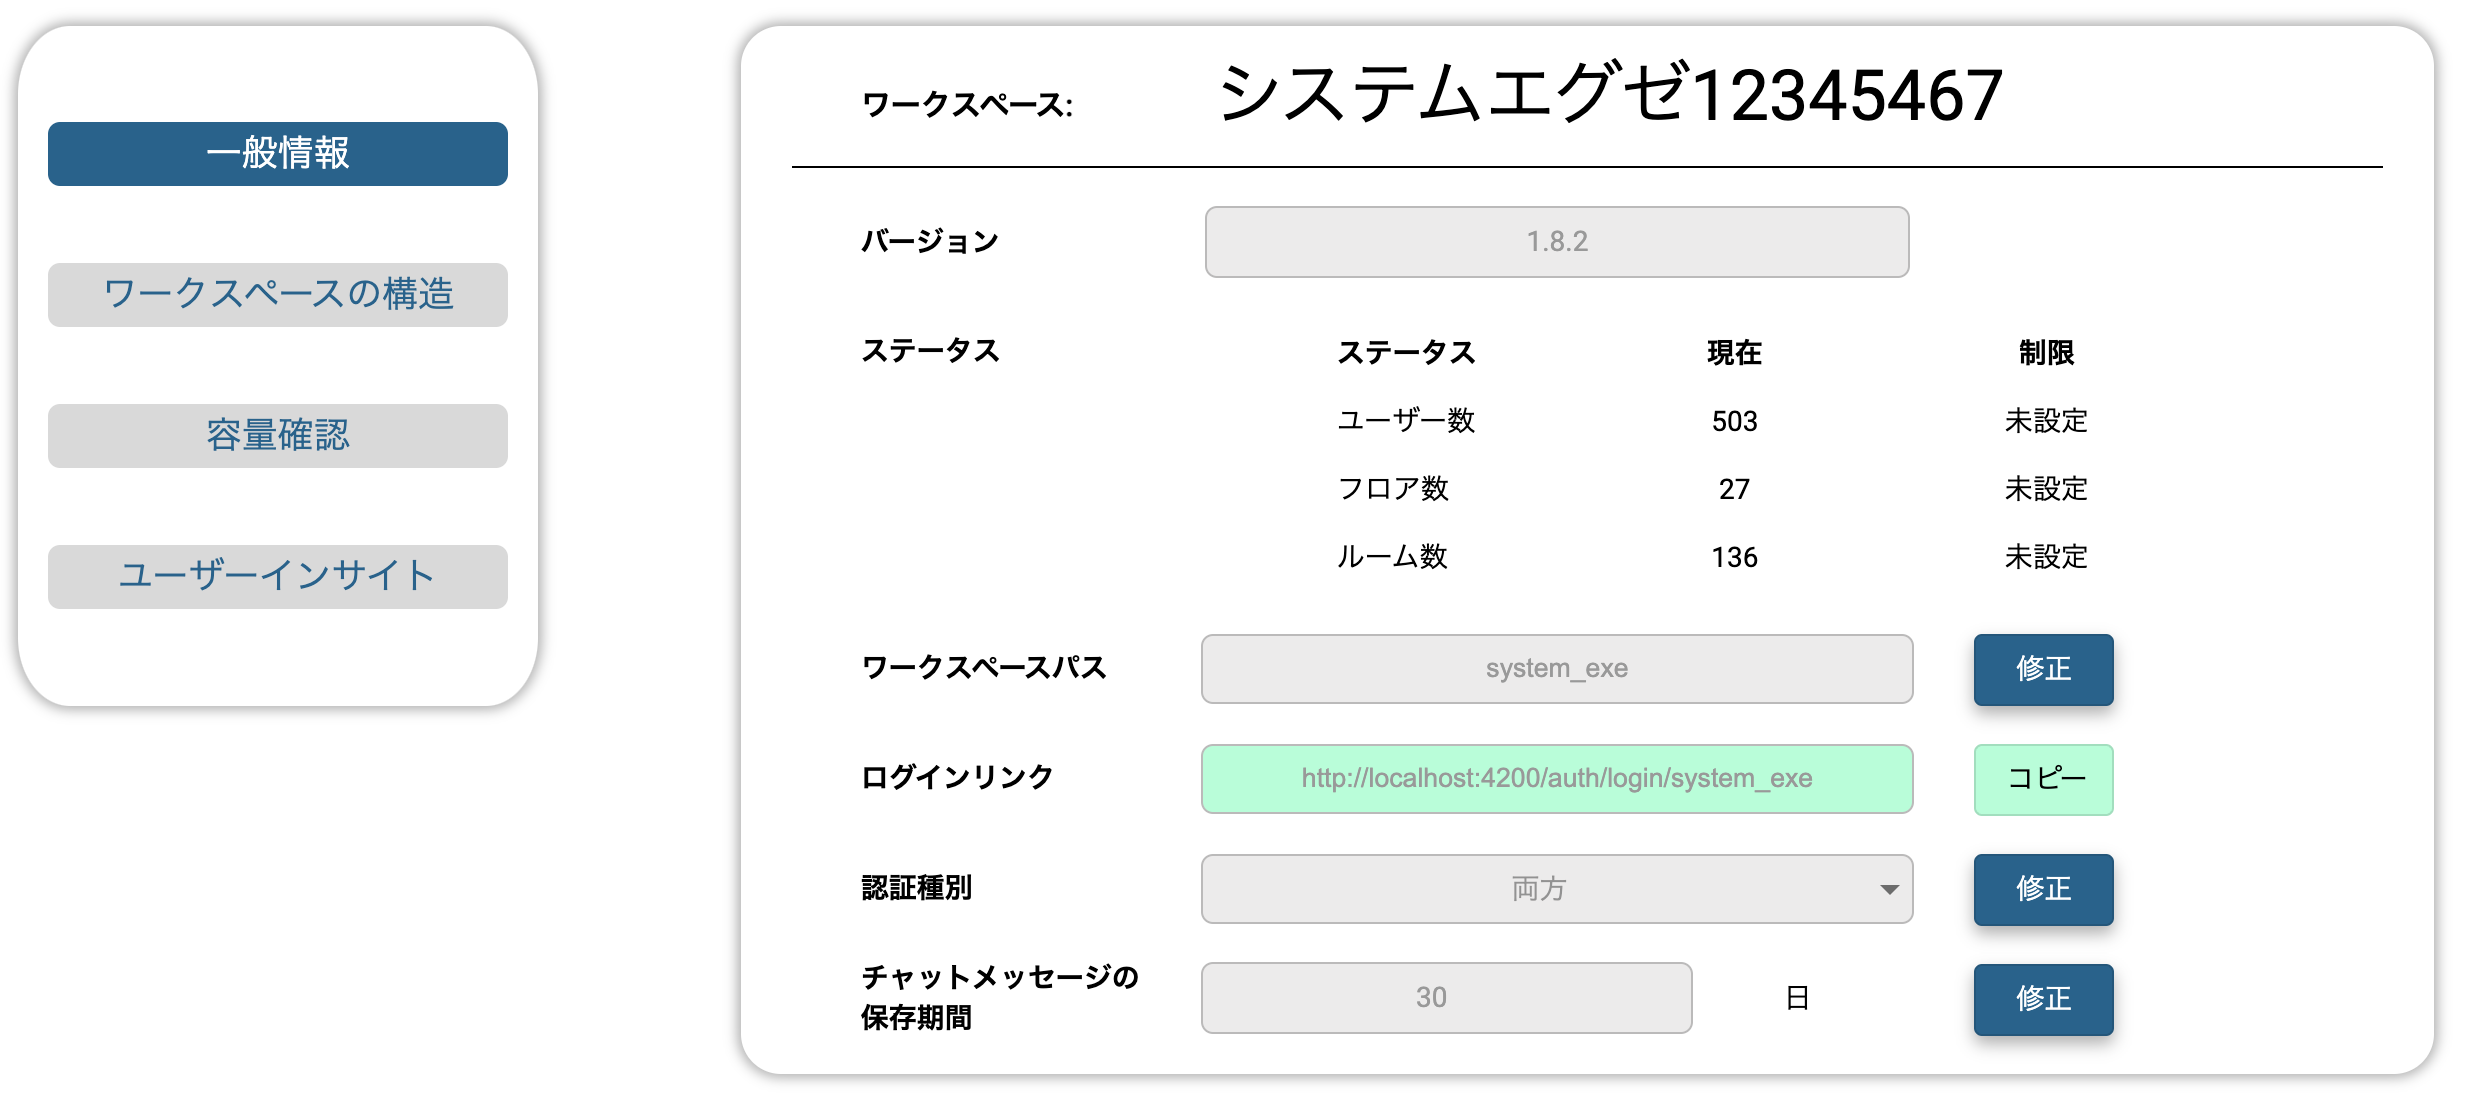 一般情報
ワークスペースの構造
容量確認
ユーザーインサイト
ワークスペース: システムエグゼ12345467
バージョン 1.8.2
ステータス ステータス 現在 制限
ユーザー数 503 未設定
フロア数 27 未設定
ルーム数 136 未設定
ワークスペースパス system_exe 修正
ログインリンク http://localhost:4200/auth/login/system_exe コピー
認証種別 両方 修正
チャットメッセージの
保存期間 30 日 修正